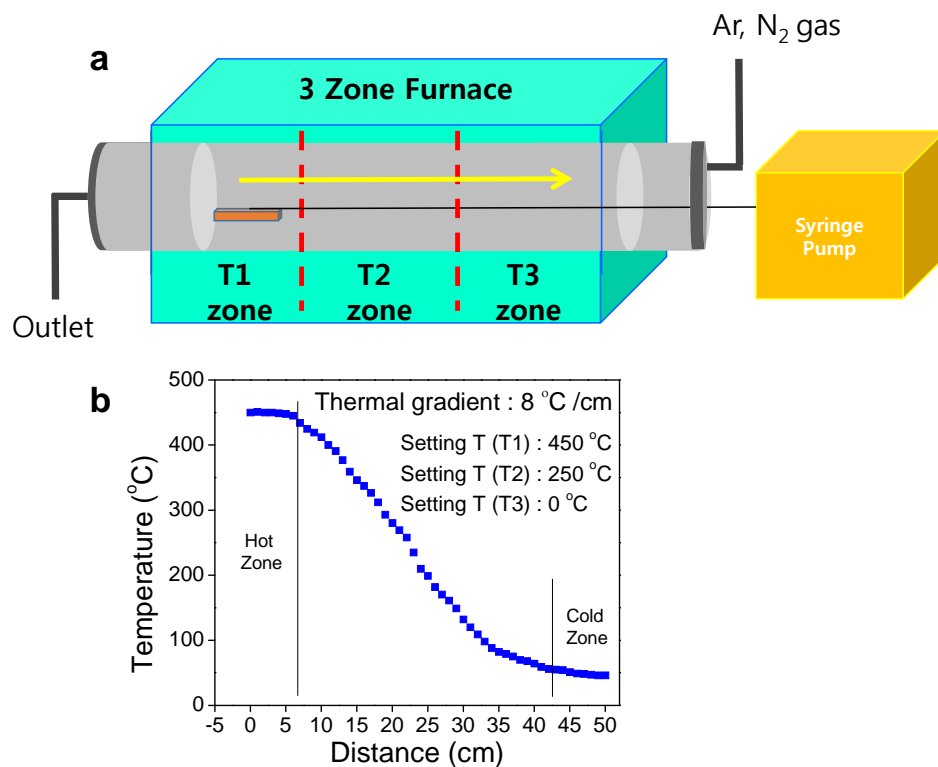 a
Ar, N₂ gas
3 Zone Furnace
Syringe
Pump
T1
zone
T2
zone
T3
zone
Outlet
b
Thermal gradient : 8 °C /cm
Setting T (T1) : 450 °C
Setting T (T2) : 250 °C
Setting T (T3) : 0 °C
Hot
Zone
Cold
Zone
Temperature (°C)
500
400
300
200
100
0
-5 0 5 10 15 20 25 30 35 40 45 50
Distance (cm)